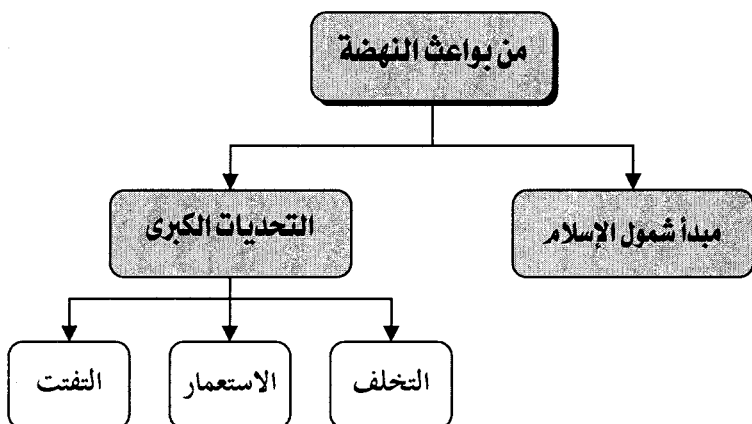 من بواعث النهضة
مبدأ شمول الإسلام
التحديات الكبرى
التخلف
الاستعمار
التفتت